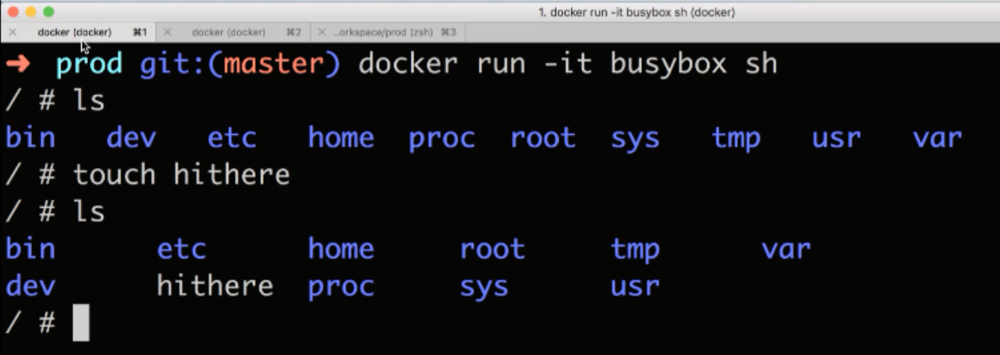 1. docker run -it busybox sh (docker)
docker (docker) ⌘1 docker (docker) ⌘2 ..orkspace/prod (zsh) ⌘3
➜ prod git:(master) docker run -it busybox sh
/ # ls
bin dev etc home proc root sys tmp usr var
/ # touch hithere
/ # ls
bin etc home root tmp var
dev hithere proc sys usr
/ #